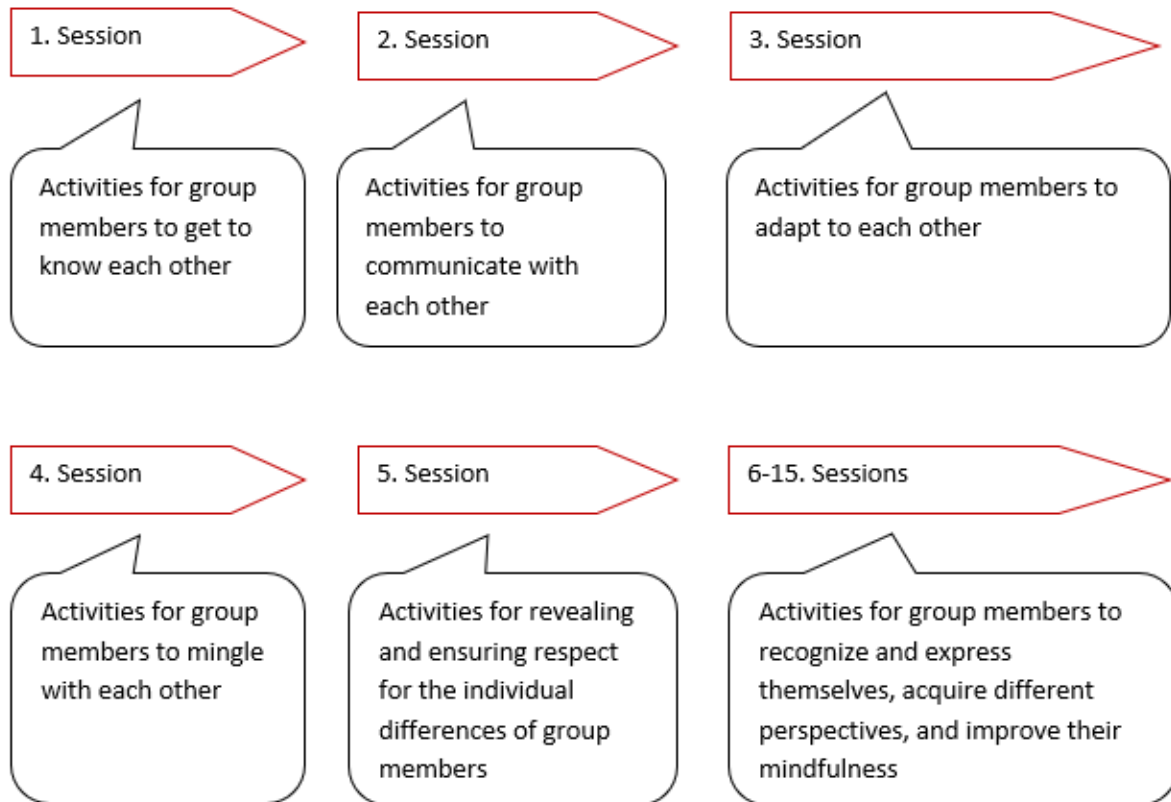 1. Session
2. Session
3. Session
Activities for group
members to get to
know each other
Activities for group
members to
communicate with
each other
Activities for group members to
adapt to each other
4. Session
5. Session
6-15. Sessions
Activities for group
members to mingle
with each other
Activities for revealing
and ensuring respect
for the individual
differences of group
members
Activities for group members to
recognize and express
themselves, acquire different
perspectives, and improve their
mindfulness